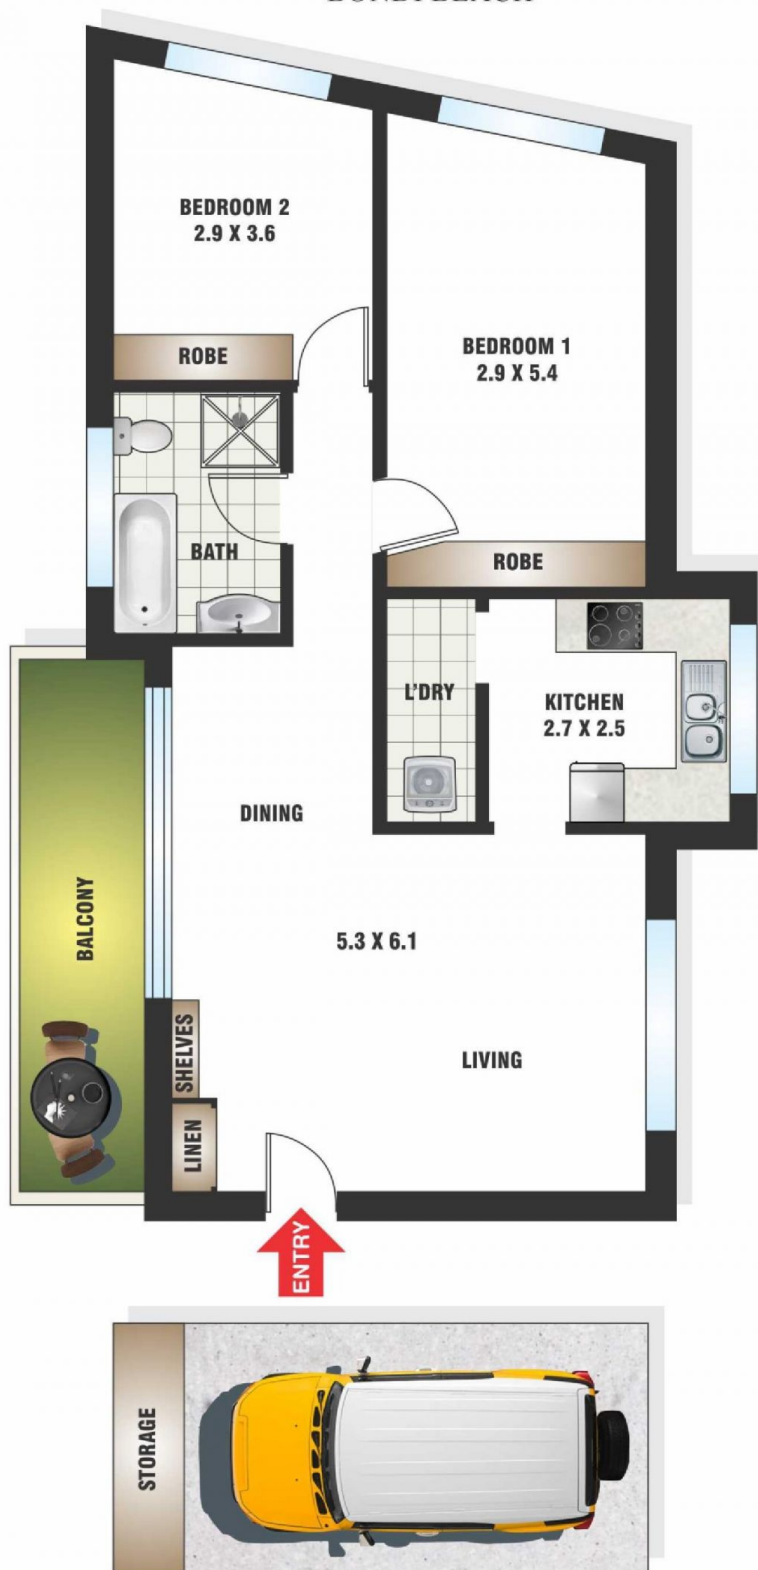 BEDROOM 2
2.9 X 3.6
ROBE
BEDROOM 1
2.9 X 5.4
ROBE
BATH
L'DRY
KITCHEN
2.7 X 2.5
DINING
BALCONY
5.3 X 6.1
LIVING
SHELVES
LINEN
ENTRY
STORAGE